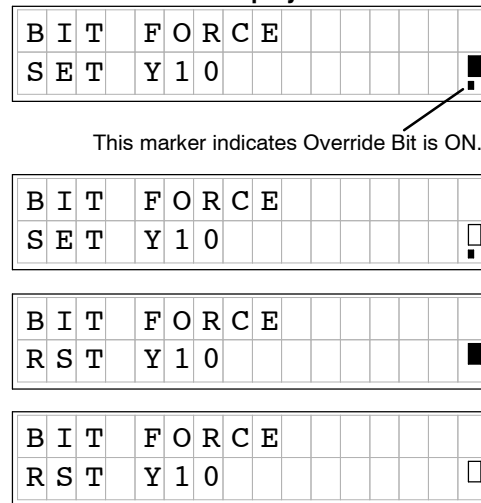 BIT FORCE
SET Y10
This marker indicates Override Bit is ON.
BIT FORCE
SET Y10
BIT FORCE
RST Y10
BIT FORCE
RST Y10